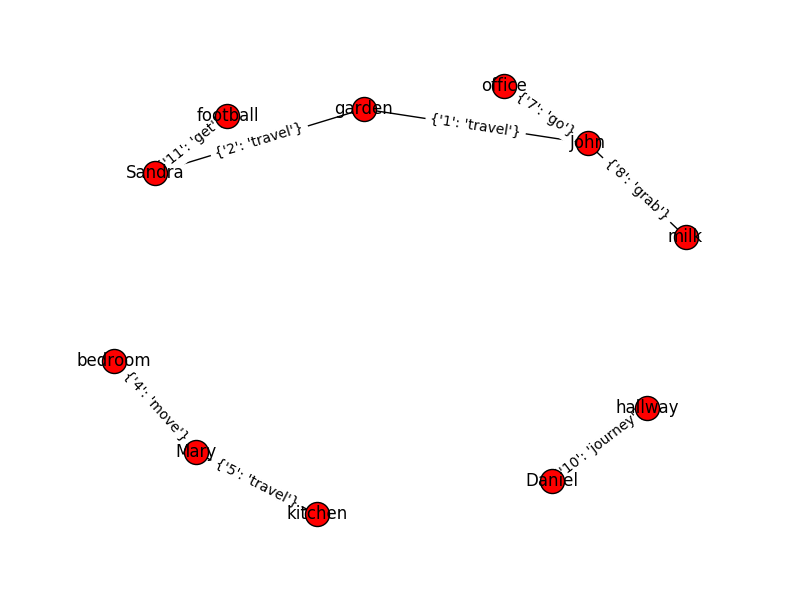 office
football
garden
{'7': 'go'}
{'1': 'travel'}
{'11': 'get'}
{'2': 'travel'}
John
Sandra
{'8': 'grab'}
milk
bedroom
{'4': 'move'}
hallway
Mary
{'10': 'journey'}
{'5': 'travel'}
Daniel
kitchen